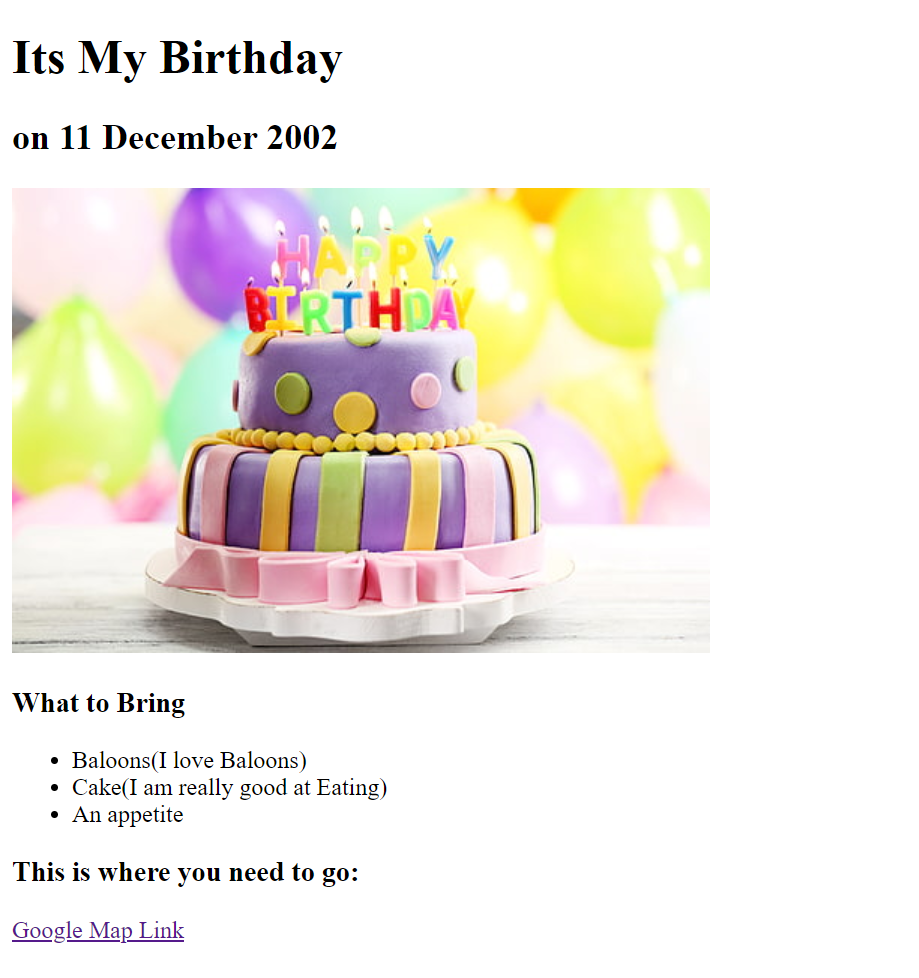 Its My Birthday
on 11 December 2002
HAPPY
BIRTHDAY
What to Bring
Baloons(I love Baloons)
Cake(I am really good at Eating)
An appetite
This is where you need to go:
Google Map Link